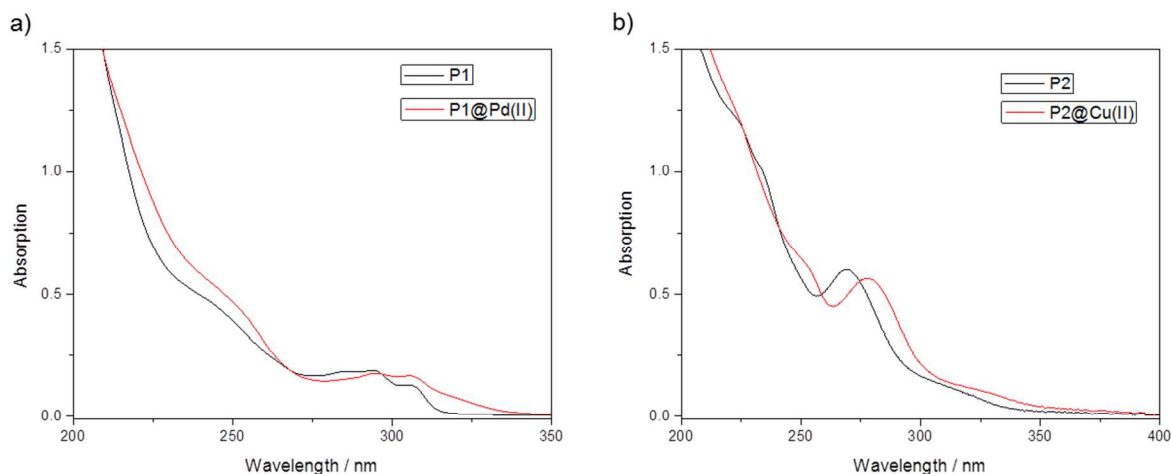 a)
1.5
1.0
0.5
0.0
Absorption
P1
P1@Pd(II)
200
250
300
350
Wavelength / nm
b)
1.5
1.0
0.5
0.0
Absorption
P2
P2@Cu(II)
200
250
300
350
400
Wavelength / nm